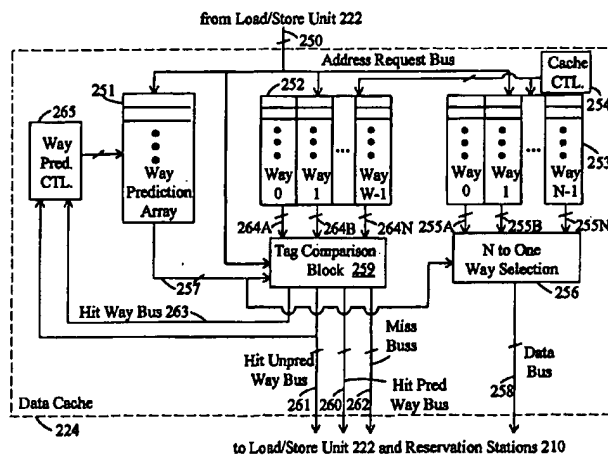 from Load/Store Unit 222
250
Address Request Bus
251
252
Cache
CTL.
254
265
Way
Pred.
CTL.
Way
Prediction
Array
Way
0
Way
1
...
Way
W-1
Way
0
Way
1
...
Way
N-1
253
264A
264B
264N
255A
255B
255N
Tag Comparison
Block 259
N to One
Way Selection
256
257
Hit Way Bus 263
Miss
Buss
Hit Unpred
Way Bus
Data
Bus
258
261
260
262
Hit Pred
Way Bus
Data Cache
224
to Load/Store Unit 222 and Reservation Stations 210